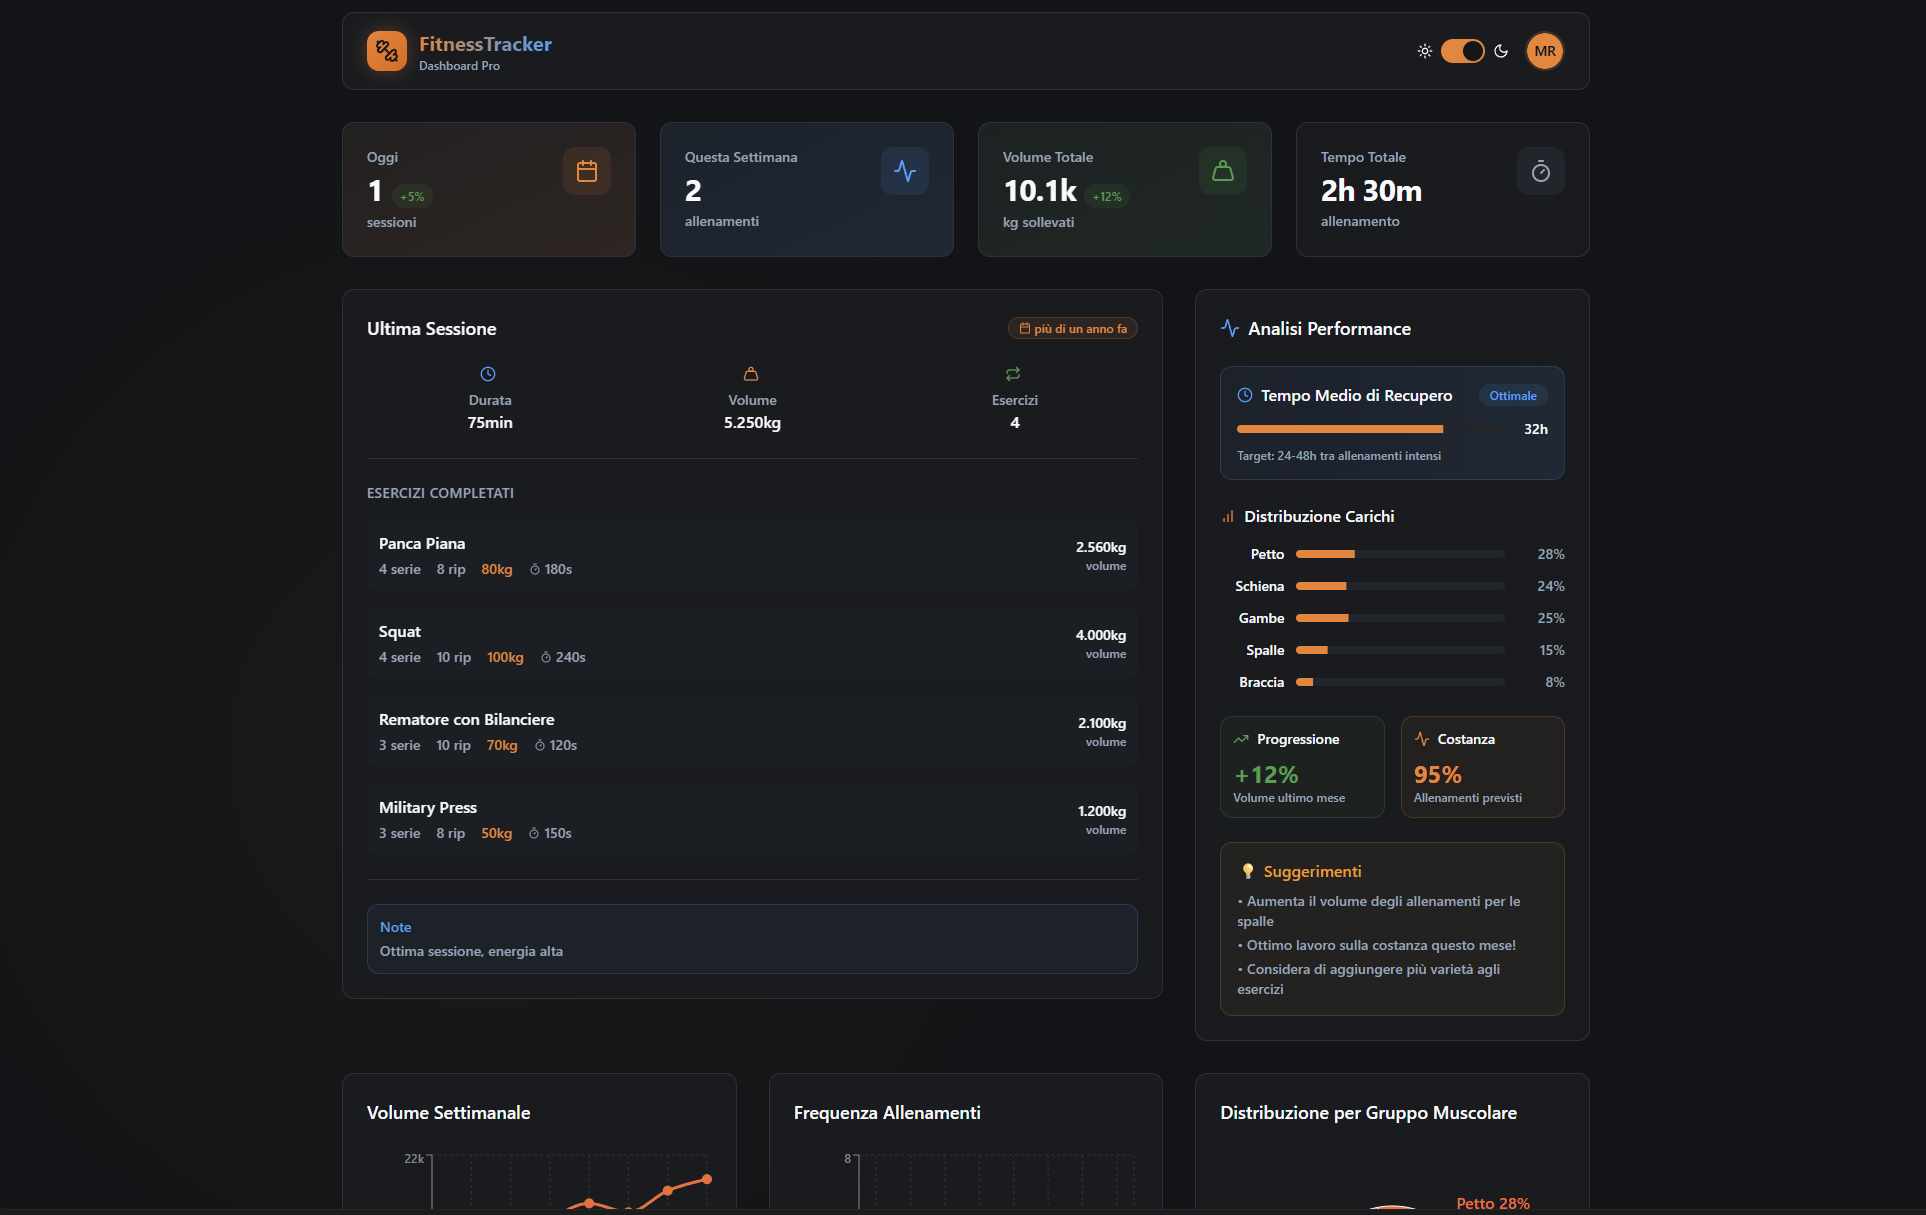 FitnessTracker
Dashboard Pro
MR
Oggi
1 +5%
sessioni
Questa Settimana
2
allenamenti
Volume Totale
10.1k +12%
kg sollevati
Tempo Totale
2h 30m
allenamento
Ultima Sessione
più di un anno fa
Durata
75min
Volume
5.250kg
Esercizi
4
ESERCIZI COMPLETATI
Panca Piana
4 serie 8 rip 80kg 180s
2.560kg
volume
Squat
4 serie 10 rip 100kg 240s
4.000kg
volume
Rematore con Bilanciere
3 serie 10 rip 70kg 120s
2.100kg
volume
Military Press
3 serie 8 rip 50kg 150s
1.200kg
volume
Note
Ottima sessione, energia alta
Analisi Performance
Tempo Medio di Recupero Ottimale
32h
Target: 24-48h tra allenamenti intensi
Distribuzione Carichi
Petto 28%
Schiena 24%
Gambe 25%
Spalle 15%
Braccia 8%
Progressione
+12%
Volume ultimo mese
Costanza
95%
Allenamenti previsti
Suggerimenti
• Aumenta il volume degli allenamenti per le
spalle
• Ottimo lavoro sulla costanza questo mese!
• Considera di aggiungere più varietà agli
esercizi
Volume Settimanale
22k
Frequenza Allenamenti
8
Distribuzione per Gruppo Muscolare
Petto 28%